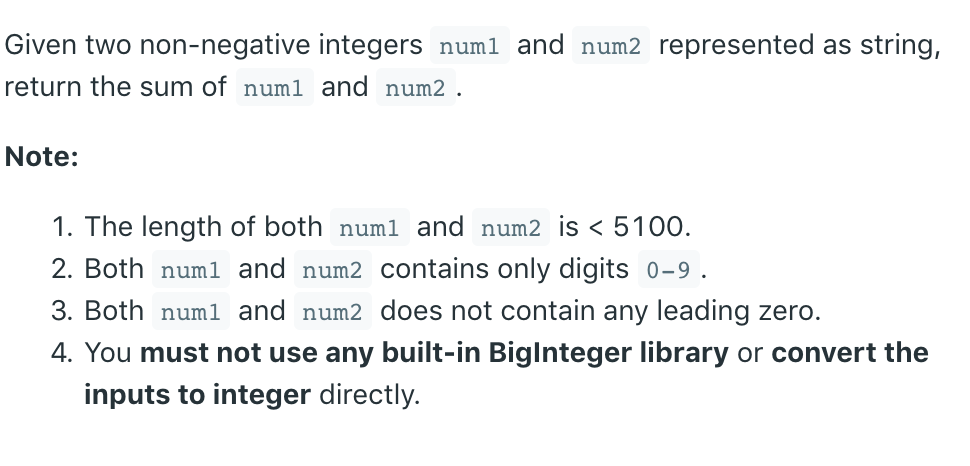 Given two non-negative integers num1 and num2 represented as string,
return the sum of num1 and num2 .
Note:
1. The length of both num1 and num2 is < 5100.
2. Both num1 and num2 contains only digits 0-9 .
3. Both num1 and num2 does not contain any leading zero.
4. You must not use any built-in BigInteger library or convert the
inputs to integer directly.